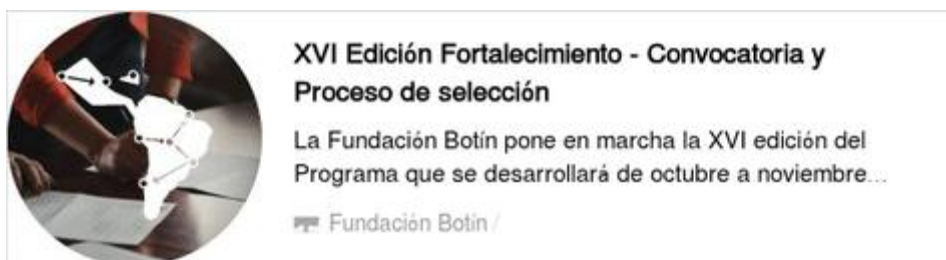 XVI Edición Fortalecimiento - Convocatoria y
Proceso de selección
La Fundación Botín pone en marcha la XVI edición del
Programa que se desarrollará de octubre a noviembre...
Fundación Botín /